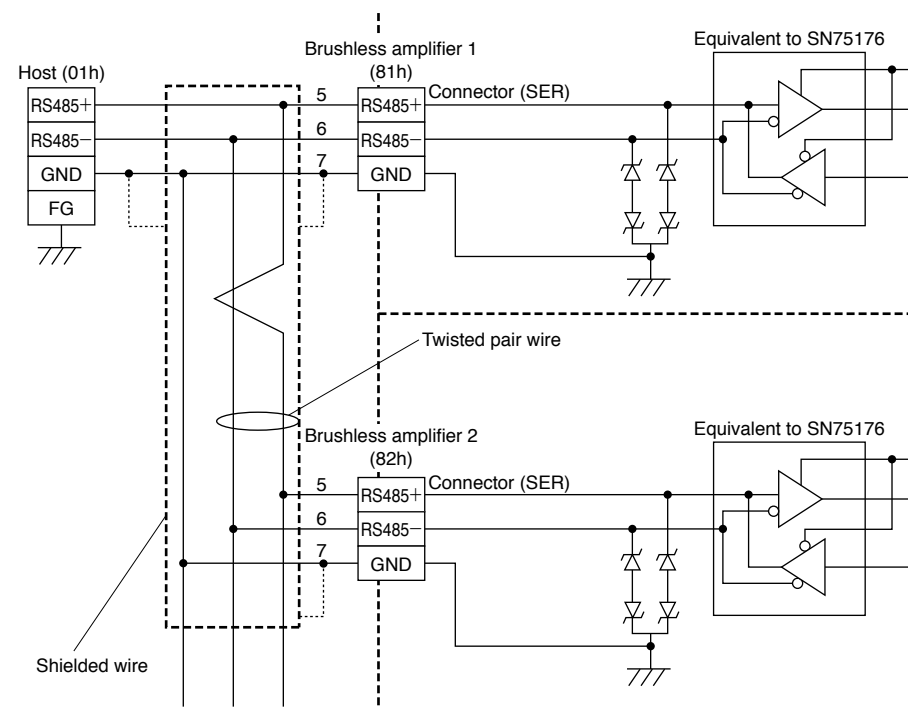 Equivalent to SN75176
Brushless amplifier 1
(81h)
Host (01h)
RS485+
RS485−
GND
FG
5
6
7
RS485+
RS485−
GND
Connector (SER)
Twisted pair wire
Equivalent to SN75176
Brushless amplifier 2
(82h)
5
6
7
RS485+
RS485−
GND
Connector (SER)
Shielded wire